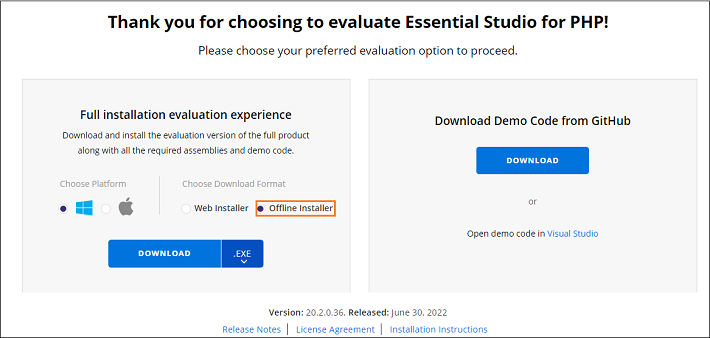 Thank you for choosing to evaluate Essential Studio for PHP!
Please choose your preferred evaluation option to proceed.
Full installation evaluation experience
Download and install the evaluation version of the full product
along with all the required assemblies and demo code.
Choose Platform
Choose Download Format
Web Installer
Offline Installer
DOWNLOAD
.EXE
Download Demo Code from GitHub
DOWNLOAD
or
Open demo code in Visual Studio
Version: 20.2.0.36. Released: June 30, 2022
Release Notes | License Agreement | Installation Instructions